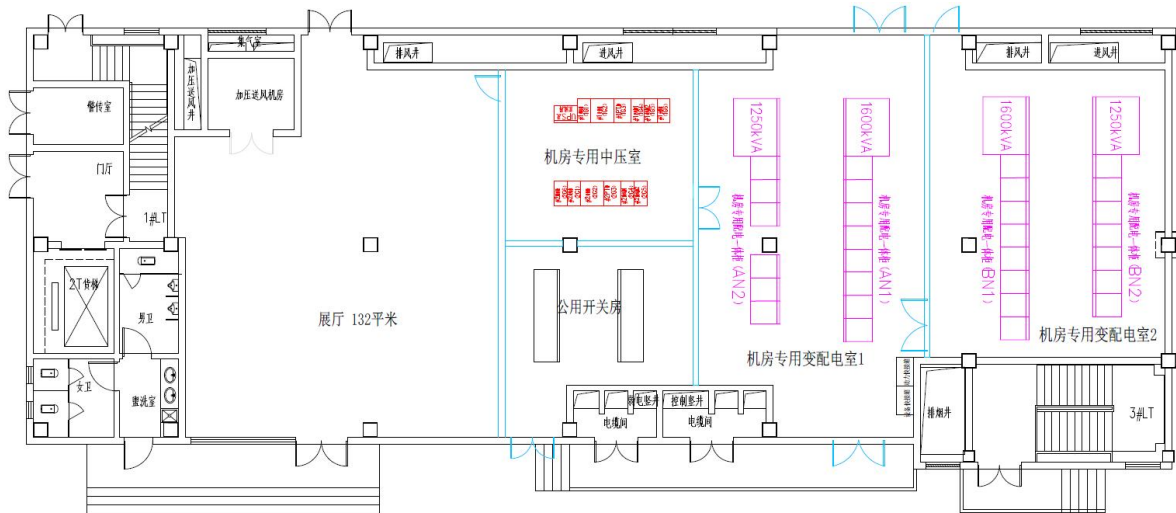 集气室
排风井
进风井
排风井
进风井
加压送风井
加压送风机房
警传室
门厅
1#LT
机房专用中压室
1250kVA
1600kVA
1600kVA
1250kVA
机房专用配电一体柜(AN2)
机房专用配电一体柜(AN1)
机房专用配电一体柜(BN1)
机房专用配电一体柜(BN2)
2T货梯
男卫
展厅 132平米
公用开关房
机房专用变配电室1
机房专用变配电室2
女卫
盥洗室
弱电竖井
控制竖井
电缆间
电缆间
排烟井
3#LT